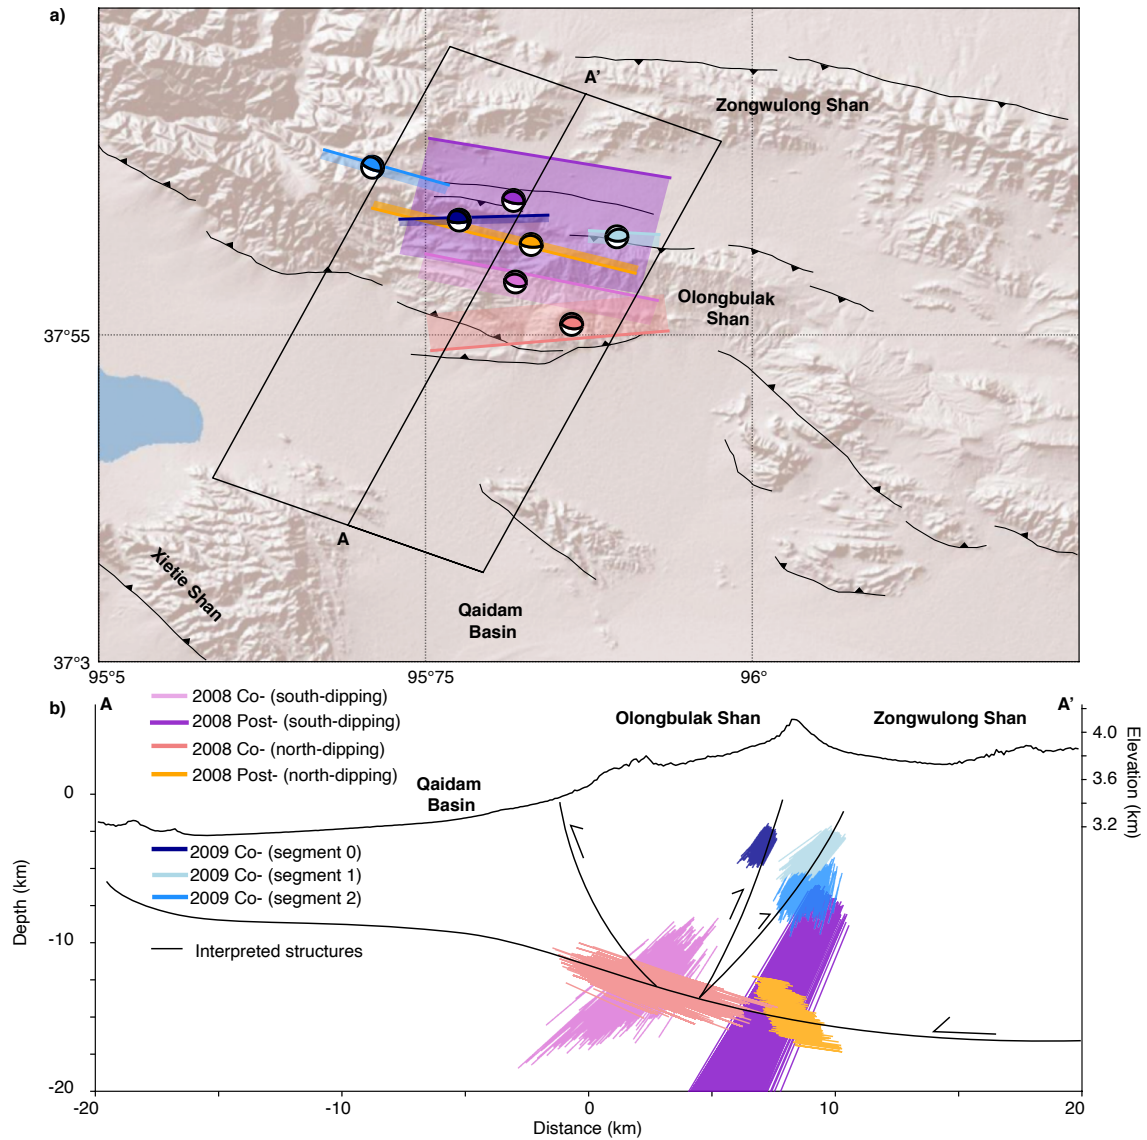 a)
A'
Zongwulong Shan
Olongbulak
Shan
37°55
A
Xietie Shan
Qaidam
Basin
37°3
95°5
95°75
96°
b)
A
2008 Co- (south-dipping)
2008 Post- (south-dipping)
2008 Co- (north-dipping)
2008 Post- (north-dipping)
Olongbulak Shan
Zongwulong Shan
A'
4.0
3.6
3.2
Elevation (km)
Qaidam
Basin
0
2009 Co- (segment 0)
2009 Co- (segment 1)
2009 Co- (segment 2)
Interpreted structures
Depth (km)
-10
-20
-20
-10
0
10
20
Distance (km)